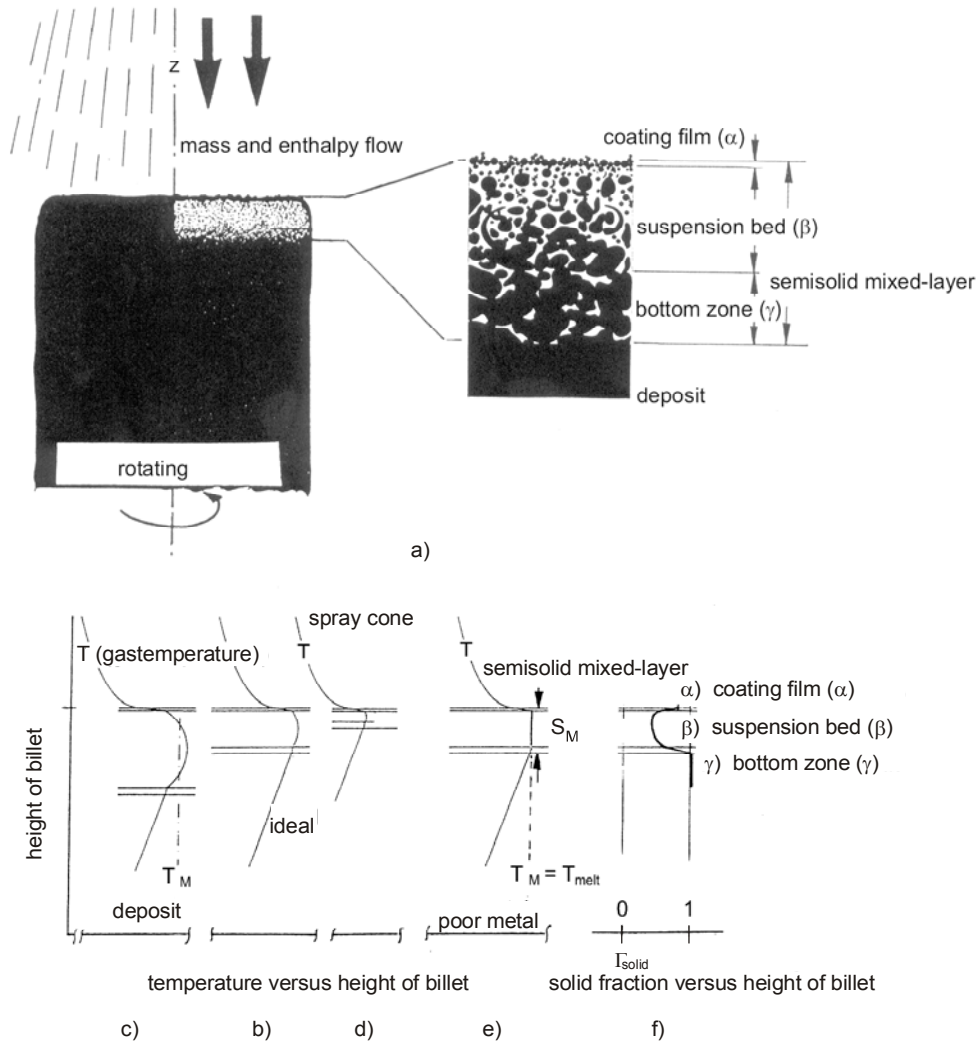 z
mass and enthalpy flow
coating film (α)
suspension bed (β)
semisolid mixed-layer
bottom zone (γ)
deposit
rotating
a)
spray cone
T (gastemperature)
T
T
T
semisolid mixed-layer
α) coating film (α)
S_M
β) suspension bed (β)
γ) bottom zone (γ)
height of billet
ideal
T_M
T_M = T_melt
deposit
poor metal
0 1
Γsolid
temperature versus height of billet
solid fraction versus height of billet
c) b) d) e) f)